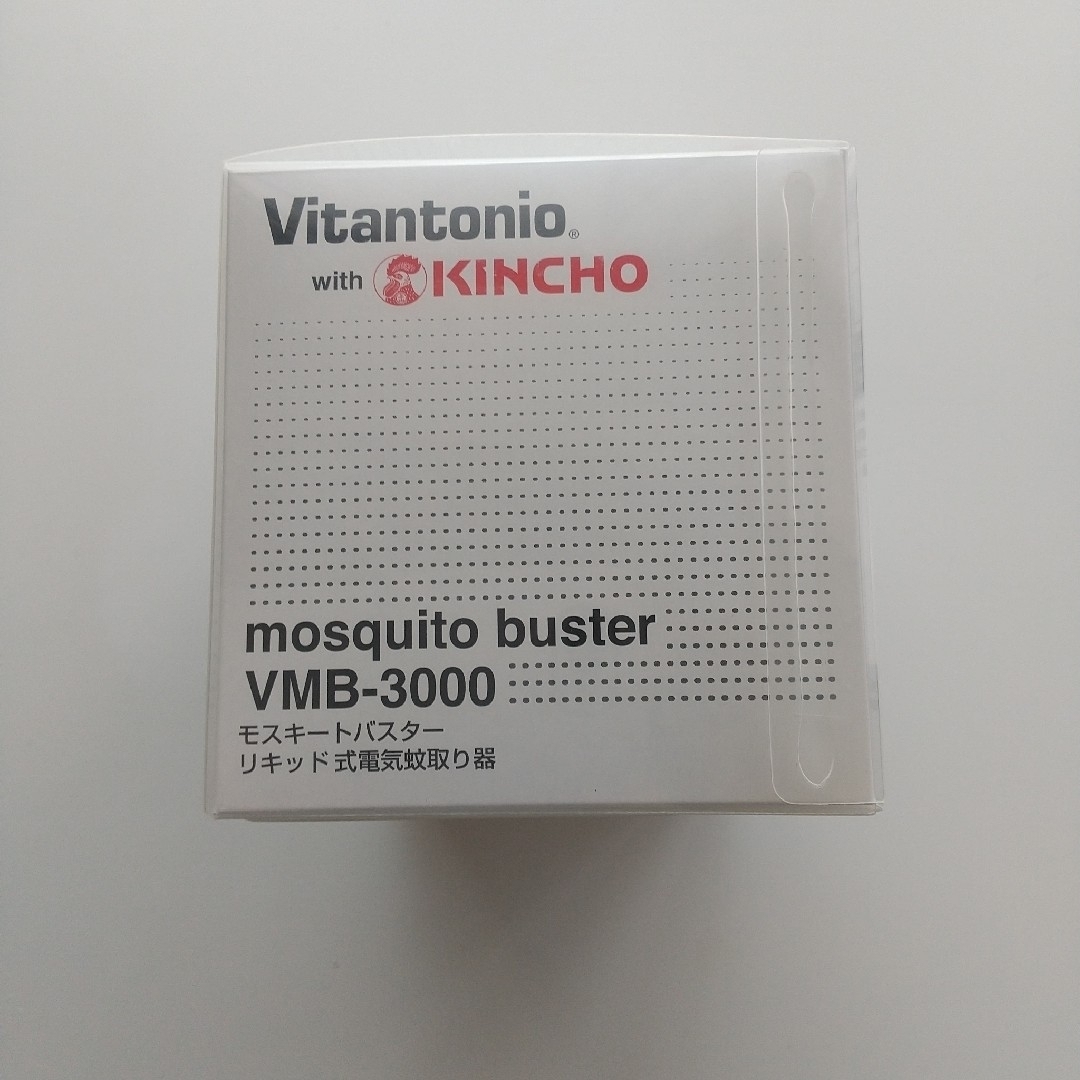 Vitantonio®
with KINCHO
mosquito buster
VMB-3000
モスキートバスター
リキッド式電気蚊取り器